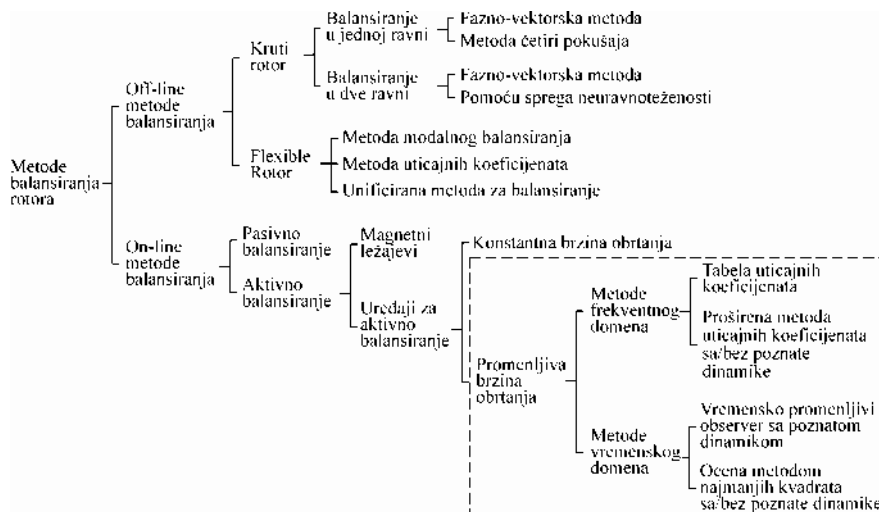 Metode
balansiranja
rotora
Off-line
metode
balansiranja
Kruti
rotor
Balansiranje
u jednoj ravni
Fazno-vektorska metoda
Metoda četiri pokušaja
Balansiranje
u dve ravni
Fazno-vektorska metoda
Pomoću sprega neuravnoteženosti
Flexible
Rotor
Metoda modalnog balansiranja
Metoda uticajnih koeficijenata
Unificirana metoda za balansiranje
On-line
metode
balansiranja
Pasivno
balansiranje
Aktivno
balansiranje
Magnetni
ležajevi
Uređaji za
aktivno
balansiranje
Konstantna brzina obrtanja
Promenljiva
brzina
obrtanja
Metode
frekventnog
domena
Tabela uticajnih
koeficijenata
Proširena metoda
uticajnih koeficijenata
sa/bez poznate
dinamike
Metode
vremenskog
domena
Vremensko promenljivi
observer sa poznatom
dinamikom
Ocena metodom
najmanjih kvadrata
sa/bez poznate dinamike